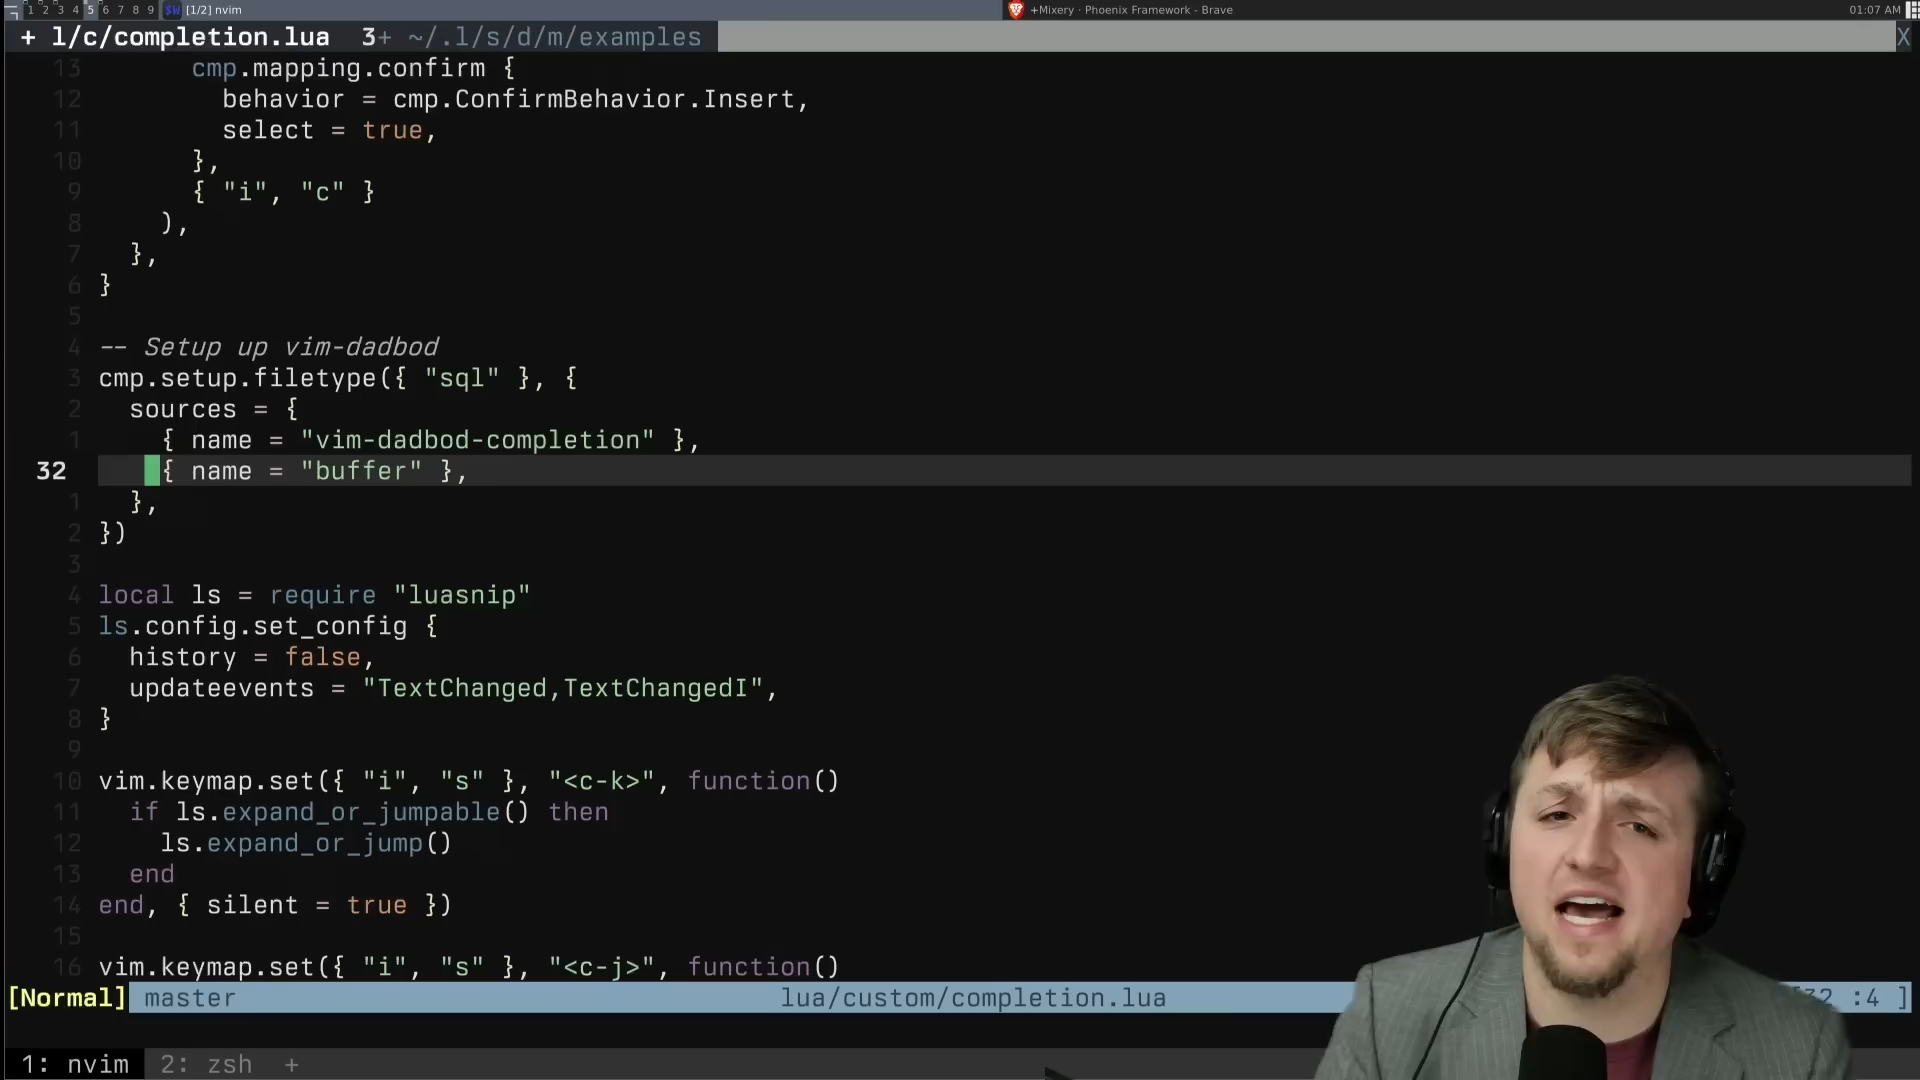 1 2 3 4 5 6 7 8 9 $W [1/2] nvim +Mixery · Phoenix Framework - Brave 01:07 AM
+ l/c/completion.lua 3+ ~/.l/s/d/m/examples X
13 cmp.mapping.confirm {
12 behavior = cmp.ConfirmBehavior.Insert,
11 select = true,
10 },
9 { "i", "c" }
8 ),
7 },
6 }
5
4 -- Setup up vim-dadbod
3 cmp.setup.filetype({ "sql" }, {
2 sources = {
1 { name = "vim-dadbod-completion" },
32 { name = "buffer" },
1 },
2 })
3
4 local ls = require "luasnip"
5 ls.config.set_config {
6 history = false,
7 updateevents = "TextChanged,TextChangedI",
8 }
9
10 vim.keymap.set({ "i", "s" }, "<c-k>", function()
11 if ls.expand_or_jumpable() then
12 ls.expand_or_jump()
13 end
14 end, { silent = true })
15
16 vim.keymap.set({ "i", "s" }, "<c-j>", function()
[Normal] master lua/custom/completion.lua 32 :4 ]
1: nvim 2: zsh +